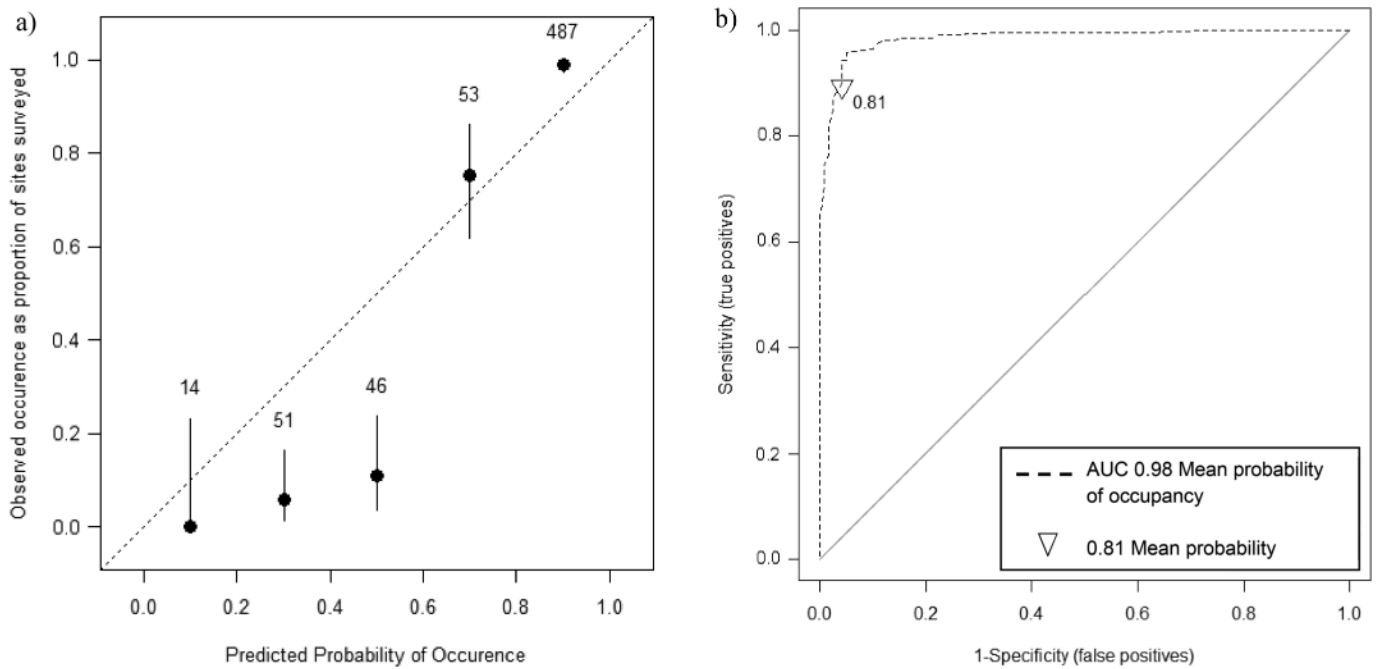 a)
Observed occurence as proportion of sites surveyed
1.0
0.8
0.6
0.4
0.2
0.0
14
51
46
53
487
0.0 0.2 0.4 0.6 0.8 1.0
Predicted Probability of Occurence
b)
Sensitivity (true positives)
1.0
0.8
0.6
0.4
0.2
0.0
0.81
AUC 0.98 Mean probability
of occupancy
0.81 Mean probability
0.0 0.2 0.4 0.6 0.8 1.0
1-Specificity (false positives)